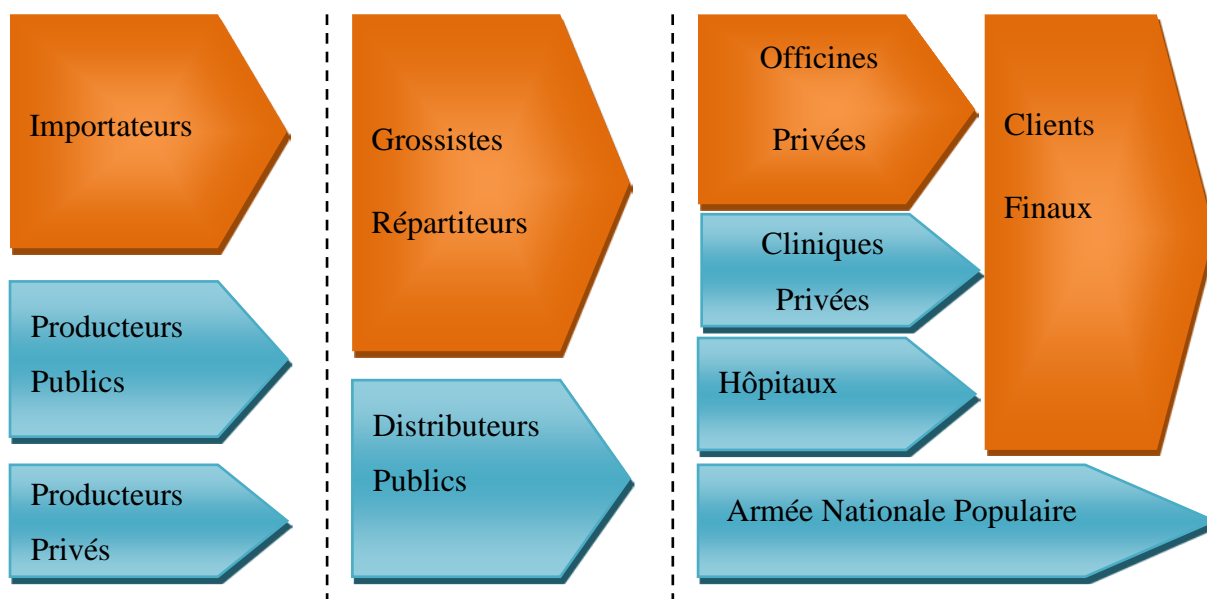 Importateurs
Producteurs
Publics
Producteurs
Privés
Grossistes
Répartiteurs
Distributeurs
Publics
Officines
Privées
Cliniques
Privées
Hôpitaux
Clients
Finaux
Armée Nationale Populaire